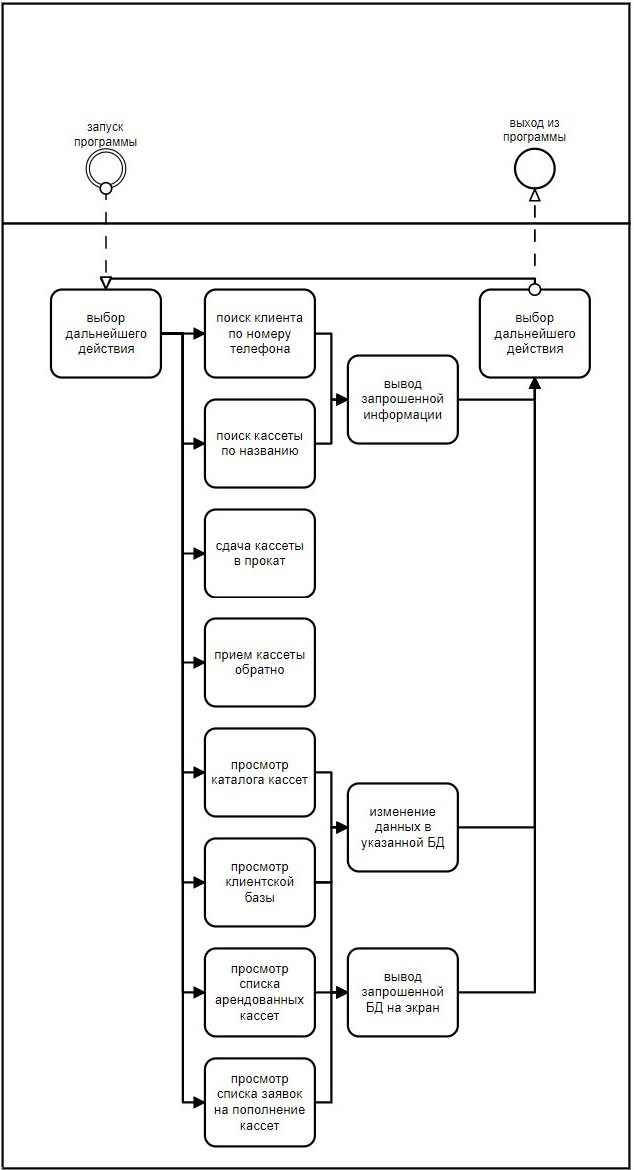 запуск
программы
выход из
программы
выбор
дальнейшего
действия
поиск клиента
по номеру
телефона
выбор
дальнейшего
действия
вывод
запрошенной
информации
поиск кассеты
по названию
сдача кассеты
в прокат
прием кассеты
обратно
просмотр
каталога кассет
изменение
данных в
указанной БД
просмотр
клиентской
базы
просмотр
списка
арендованных
кассет
вывод
запрошенной
БД на экран
просмотр
списка заявок
на пополнение
кассет